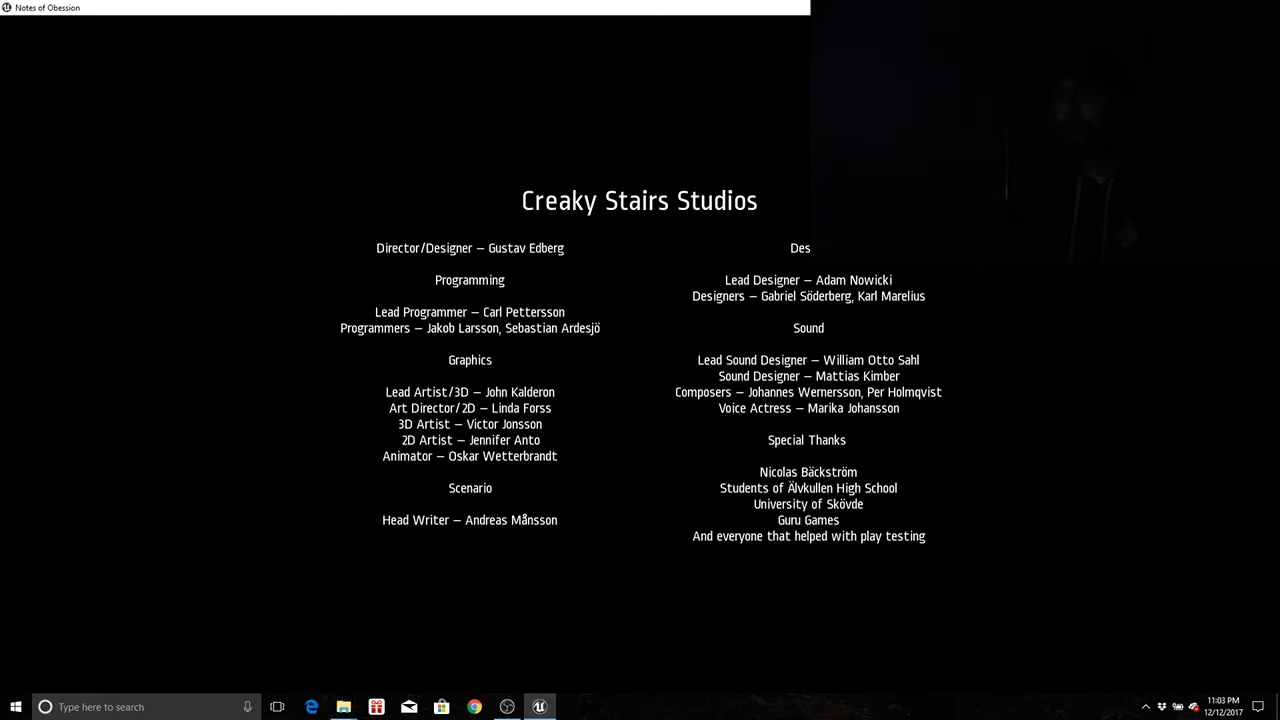 Notes of Obession
Creaky Stairs Studios
Director/Designer – Gustav Edberg
Programming
Lead Programmer – Carl Pettersson
Programmers – Jakob Larsson, Sebastian Ardesjö
Graphics
Lead Artist/3D – John Kalderon
Art Director/2D – Linda Forss
3D Artist – Victor Jonsson
2D Artist – Jennifer Anto
Animator – Oskar Wetterbrandt
Scenario
Head Writer – Andreas Månsson
Des
Lead Designer – Adam Nowicki
Designers – Gabriel Söderberg, Karl Marelius
Sound
Lead Sound Designer – William Otto Sahl
Sound Designer – Mattias Kimber
Composers – Johannes Wernersson, Per Holmqvist
Voice Actress – Marika Johansson
Special Thanks
Nicolas Bäckström
Students of Älvkullen High School
University of Skövde
Guru Games
And everyone that helped with play testing
Type here to search
11:03 PM
12/12/2017